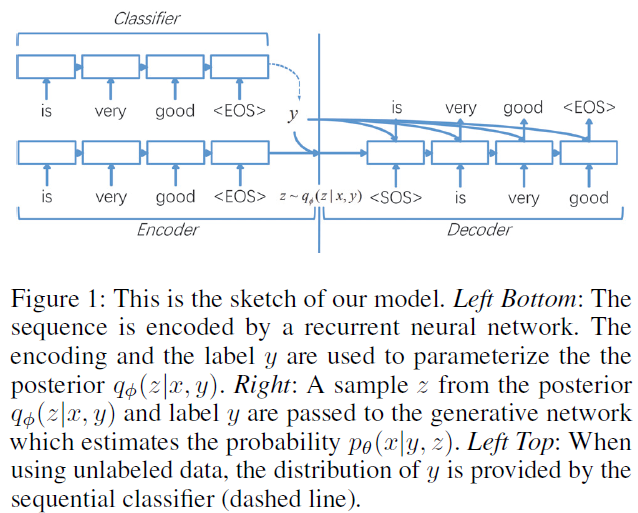 Classifier
is very good <EOS> y is very good <EOS>
is very good <EOS> z ~ qϕ(z|x,y) <SOS> is very good
Encoder Decoder
Figure 1: This is the sketch of our model. Left Bottom: The
sequence is encoded by a recurrent neural network. The
encoding and the label y are used to parameterize the the
posterior qϕ(z|x, y). Right: A sample z from the posterior
qϕ(z|x, y) and label y are passed to the generative network
which estimates the probability pθ(x|y, z). Left Top: When
using unlabeled data, the distribution of y is provided by the
sequential classifier (dashed line).